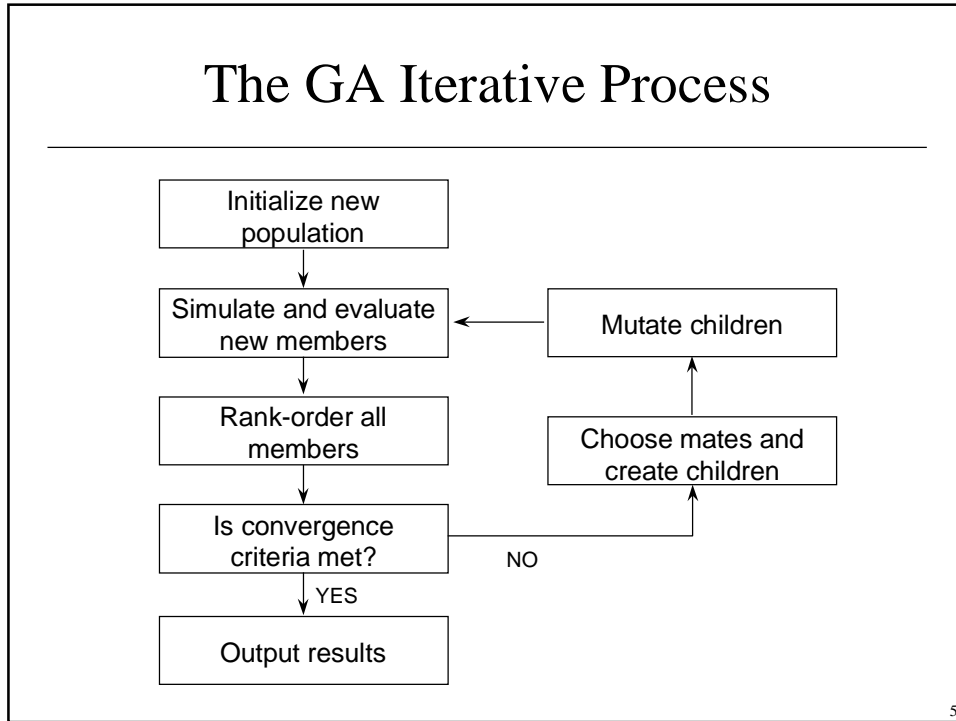 The GA Iterative Process
Initialize new
population
Simulate and evaluate
new members
Mutate children
Rank-order all
members
Choose mates and
create children
Is convergence
criteria met?
NO
YES
Output results
5